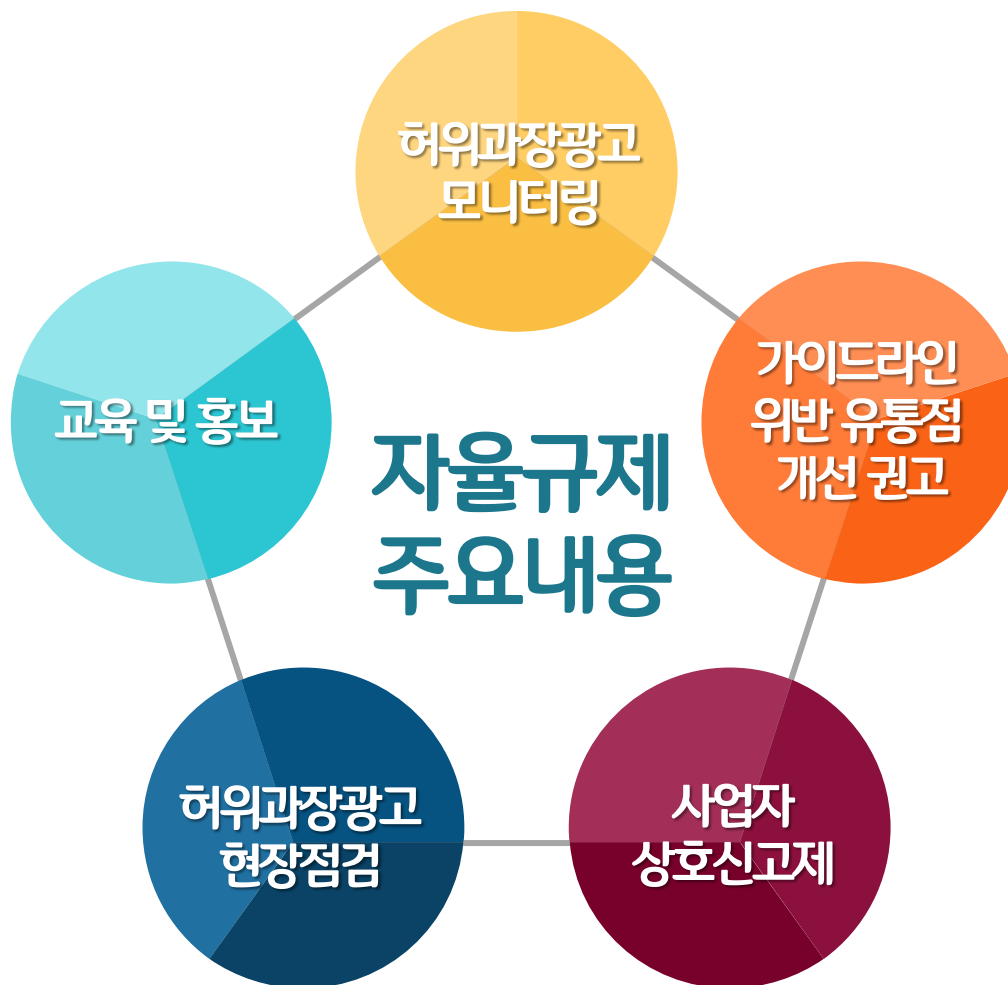 허위과장광고
모니터링
가이드라인
위반 유통점
개선 권고
교육 및 홍보
자율규제
주요내용
허위과장광고
현장점검
사업자
상호신고제